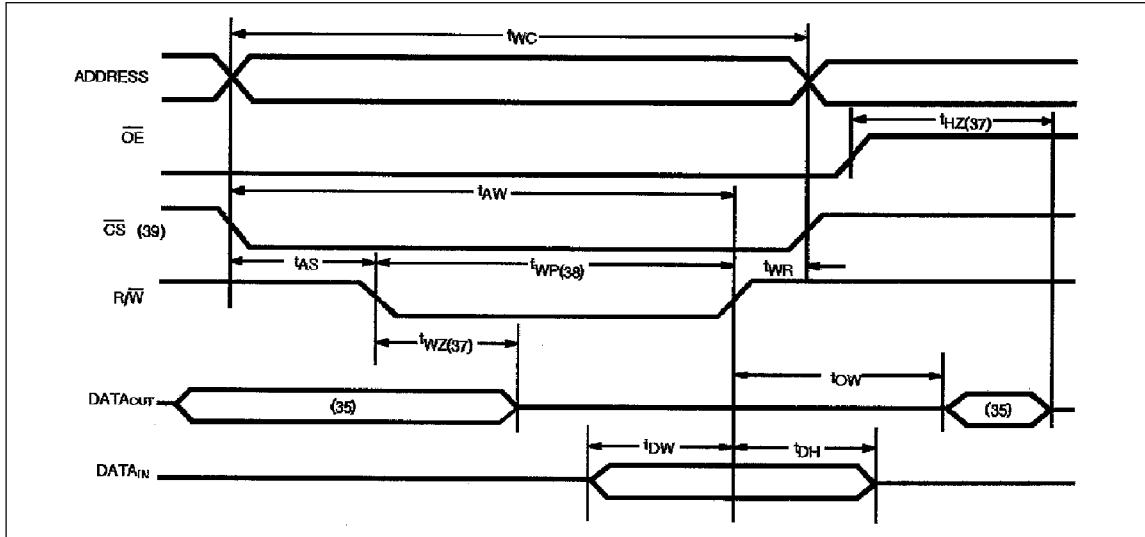 tWC
ADDRESS
tHZ(37)
OE
tAW
CS (39)
tAS
tWP(38)
tWR
R/W
tWZ(37)
tOW
DATAOUT
(35)
(35)
tDW
tDH
DATAIN